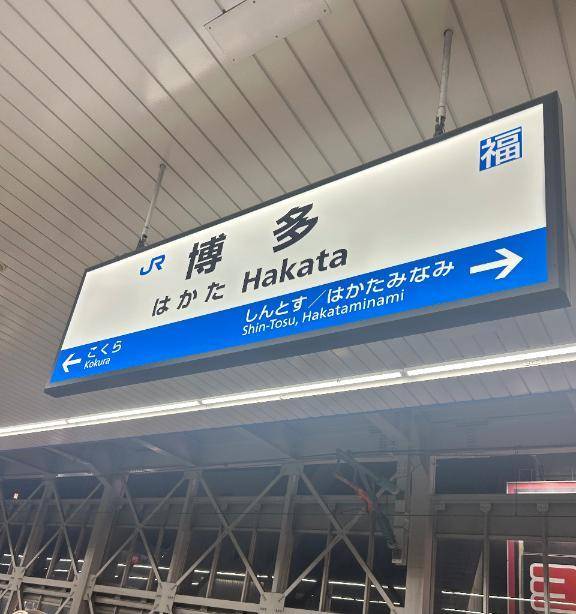 福
JR
博多
はかた Hakata
しんとす／はかたみなみ
Shin-Tosu, Hakataminami
こくら
Kokura